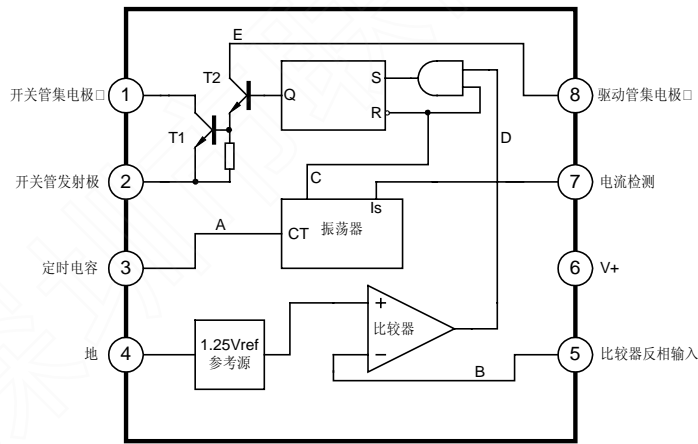 E
T2
开关管集电极□
1
Q
S
R
8
驱动管集电极□
T1
D
开关管发射极
2
C
7
电流检测
Is
A
CT
振荡器
定时电容
3
6
V+
+
比较器
−
地
4
1.25Vref
参考源
5
比较器反相输入
B